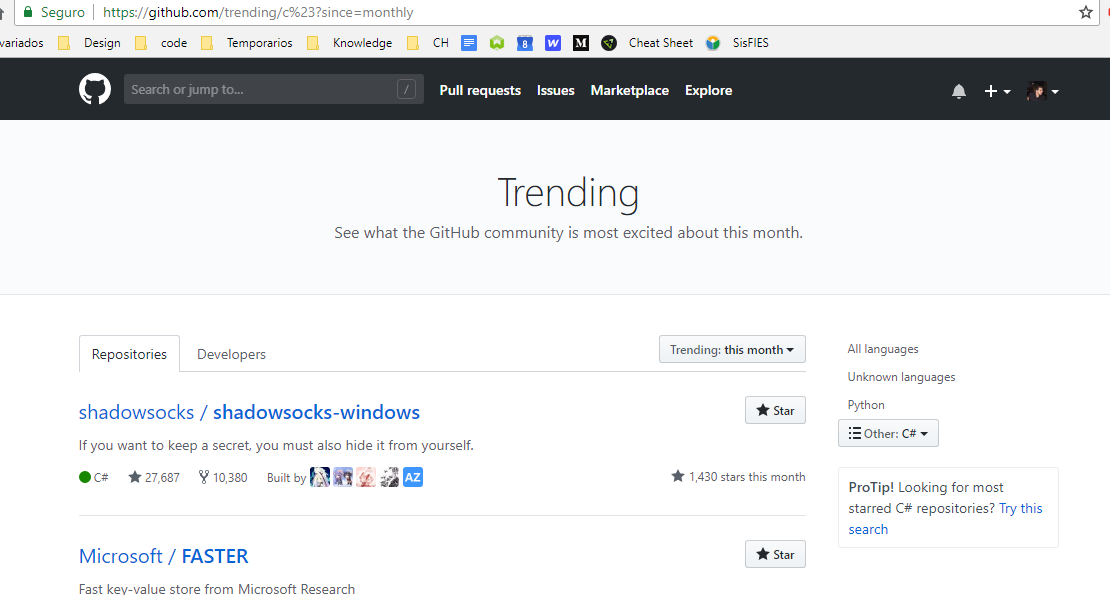 Seguro https://github.com/trending/c%23?since=monthly
variados Design code Temporarios Knowledge CH 8 W M Cheat Sheet SisFIES
Search or jump to... / Pull requests Issues Marketplace Explore
Trending
See what the GitHub community is most excited about this month.
Repositories Developers Trending: this month
All languages
Unknown languages
Python
Other: C#
shadowsocks / shadowsocks-windows Star
If you want to keep a secret, you must also hide it from yourself.
C# 27,687 10,380 Built by AZ 1,430 stars this month
ProTip! Looking for most
starred C# repositories? Try this
search
Microsoft / FASTER Star
Fast key-value store from Microsoft Research